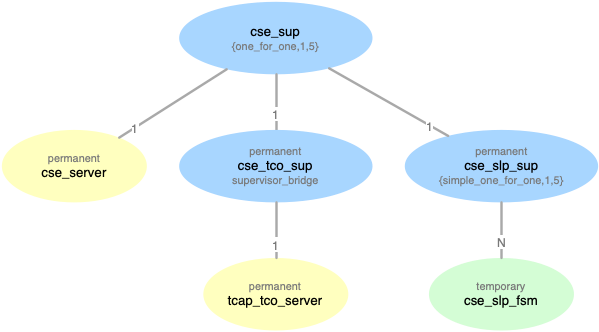 cse_sup
{one_for_one,1,5}
1
1
1
permanent
cse_server
permanent
cse_tco_sup
supervisor_bridge
permanent
cse_slp_sup
{simple_one_for_one,1,5}
1
N
permanent
tcap_tco_server
temporary
cse_slp_fsm